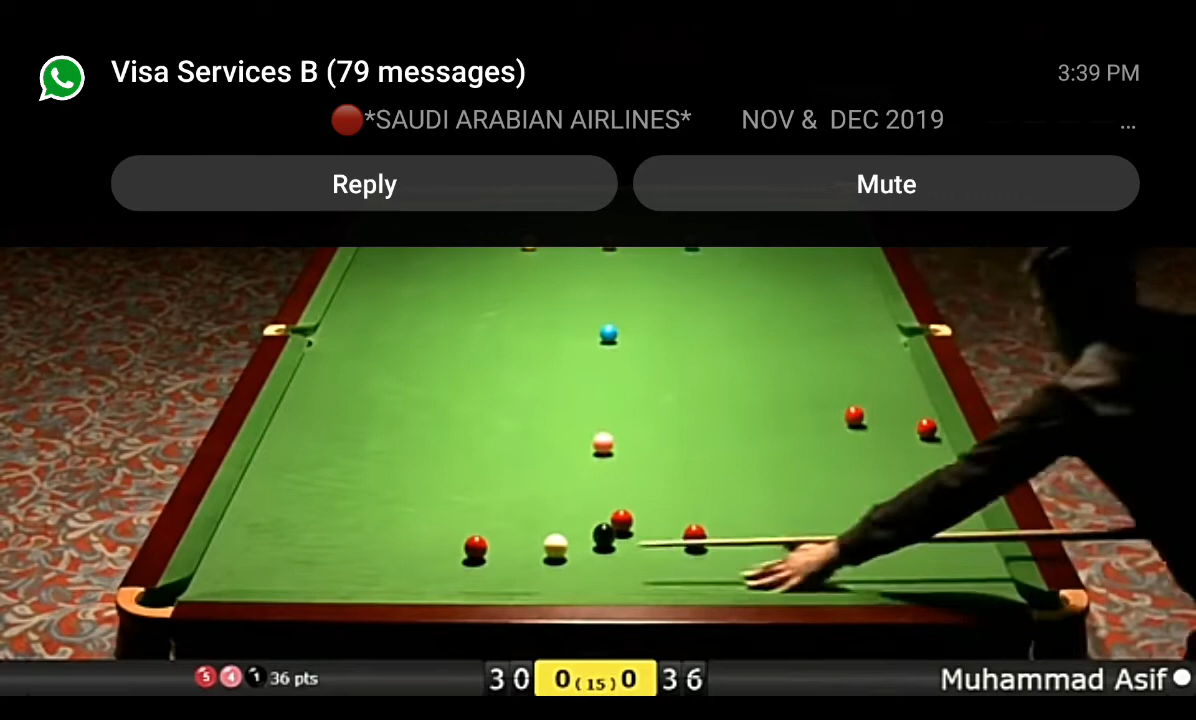 Visa Services B (79 messages)
3:39 PM
🔴*SAUDI ARABIAN AIRLINES* NOV & DEC 2019 ...
Reply
Mute
5 4 1 36 pts
30 0 (15) 0 36
Muhammad Asif